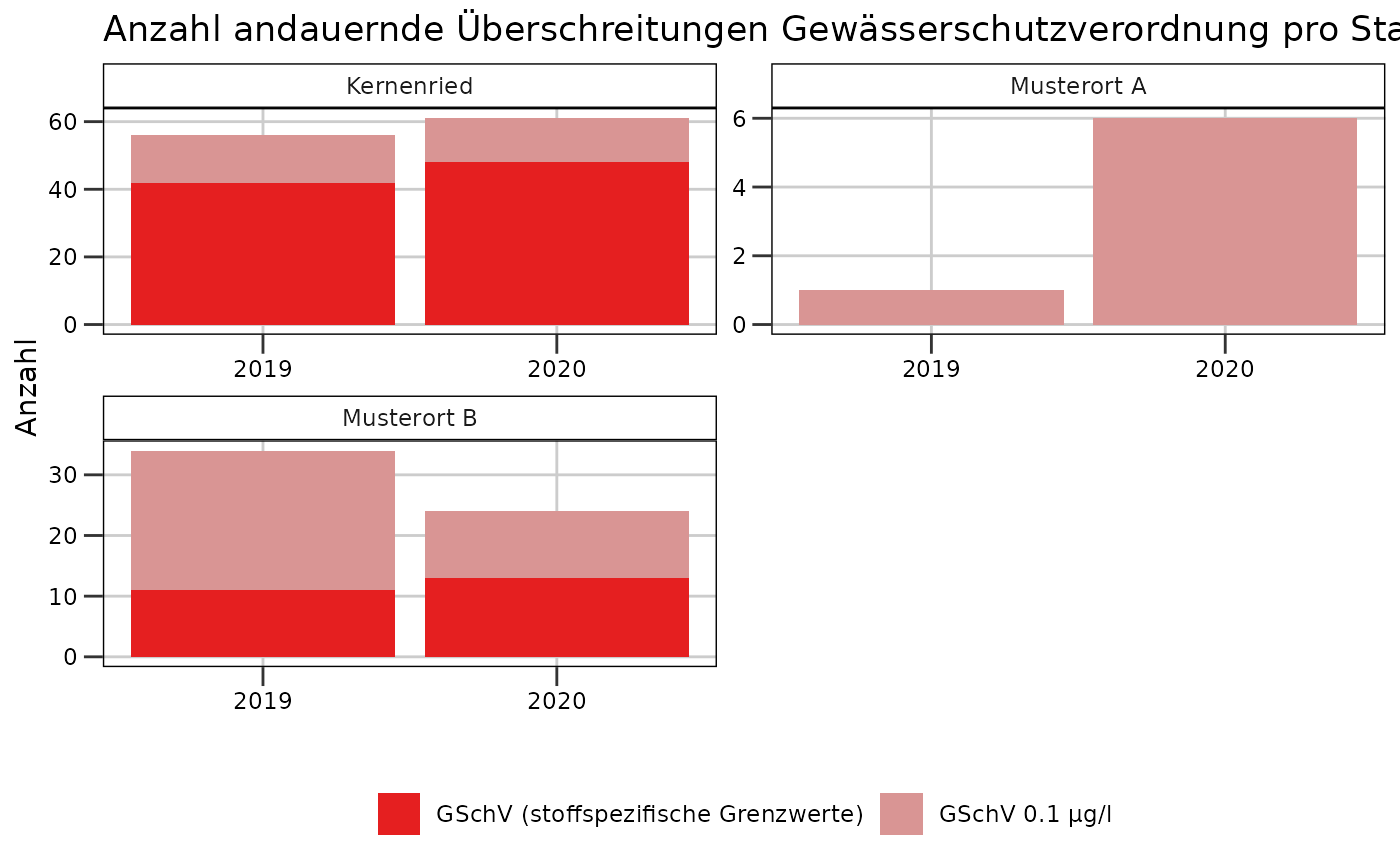 Anzahl andauernde Überschreitungen Gewässerschutzverordnung pro Sta
Kernenried
Musterort A
60
40
20
0
6
4
2
0
2019
2020
2019
2020
Anzahl
Musterort B
30
20
10
0
2019
2020
GSchV (stoffspezifische Grenzwerte)
GSchV 0.1 µg/l